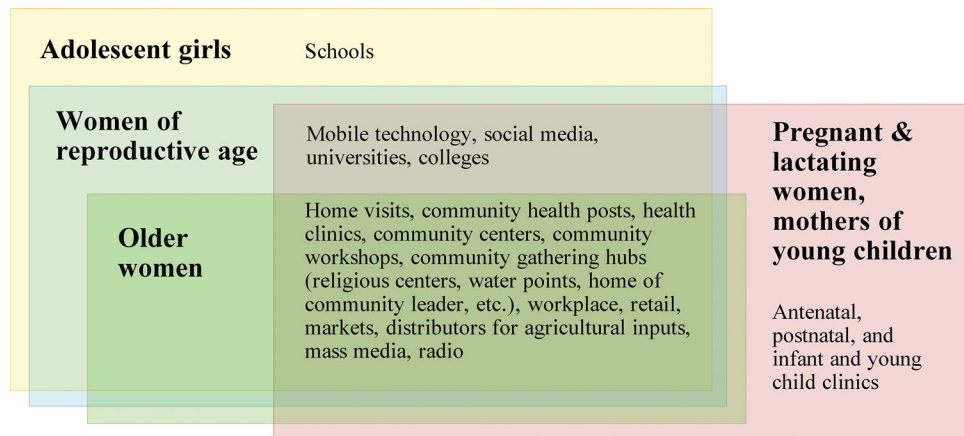 Adolescent girls
Schools
Women of
reproductive age
Mobile technology, social media,
universities, colleges
Older
women
Home visits, community health posts, health
clinics, community centers, community
workshops, community gathering hubs
(religious centers, water points, home of
community leader, etc.), workplace, retail,
markets, distributors for agricultural inputs,
mass media, radio
Pregnant &
lactating
women,
mothers of
young children
Antenatal,
postnatal, and
infant and young
child clinics